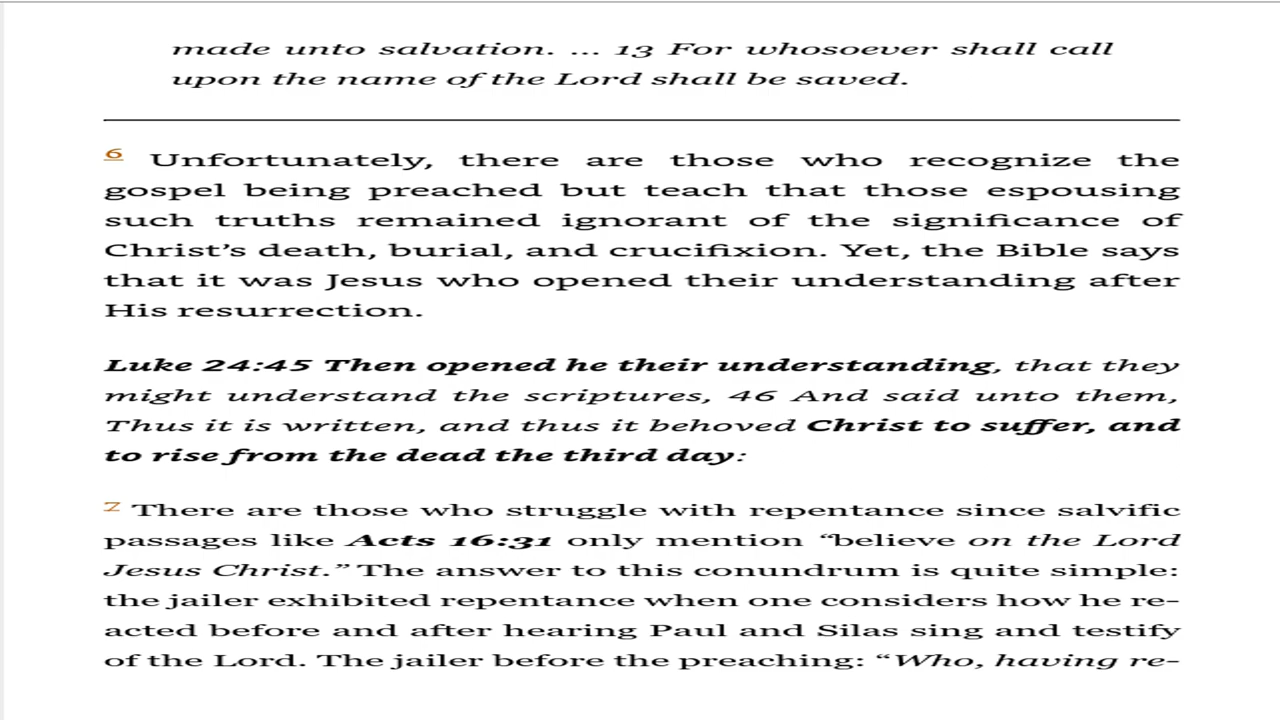 made unto salvation. ... 13 For whosoever shall call
upon the name of the Lord shall be saved.
6 Unfortunately, there are those who recognize the
gospel being preached but teach that those espousing
such truths remained ignorant of the significance of
Christ’s death, burial, and crucifixion. Yet, the Bible says
that it was Jesus who opened their understanding after
His resurrection.
Luke 24:45 Then opened he their understanding, that they
might understand the scriptures, 46 And said unto them,
Thus it is written, and thus it behoved Christ to suffer, and
to rise from the dead the third day:
7 There are those who struggle with repentance since salvific
passages like Acts 16:31 only mention “believe on the Lord
Jesus Christ.” The answer to this conundrum is quite simple:
the jailer exhibited repentance when one considers how he re-
acted before and after hearing Paul and Silas sing and testify
of the Lord. The jailer before the preaching: “Who, having re-